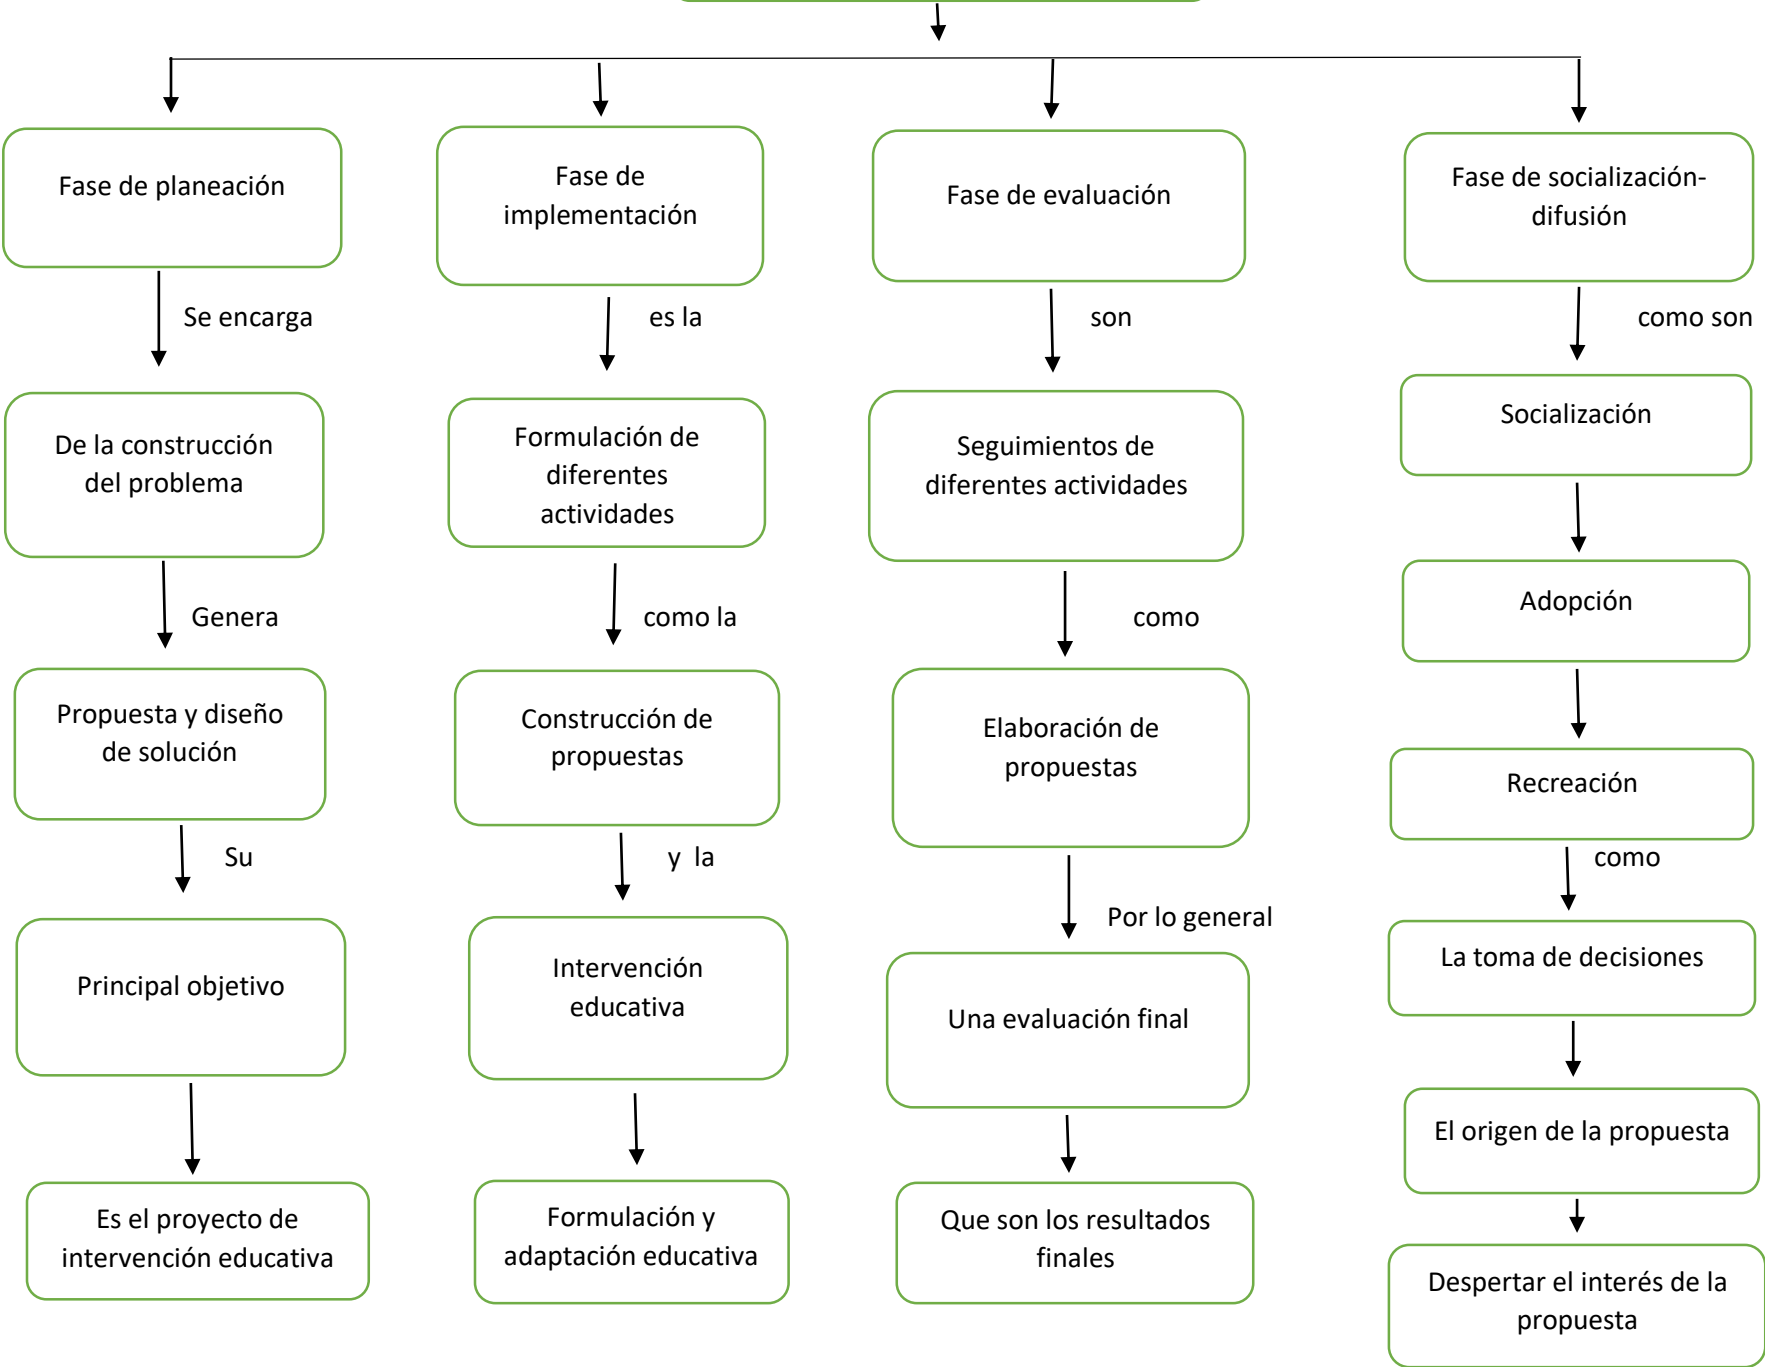 Fase de planeación
Fase de
implementación
Fase de evaluación
Fase de socialización-
difusión
Se encarga
es la
son
como son
De la construcción
del problema
Formulación de
diferentes
actividades
Seguimientos de
diferentes actividades
Socialización
Adopción
Genera
como la
como
Propuesta y diseño
de solución
Construcción de
propuestas
Elaboración de
propuestas
Recreación
Su
y la
Por lo general
como
Principal objetivo
Intervención
educativa
Una evaluación final
La toma de decisiones
El origen de la propuesta
Es el proyecto de
intervención educativa
Formulación y
adaptación educativa
Que son los resultados
finales
Despertar el interés de la
propuesta